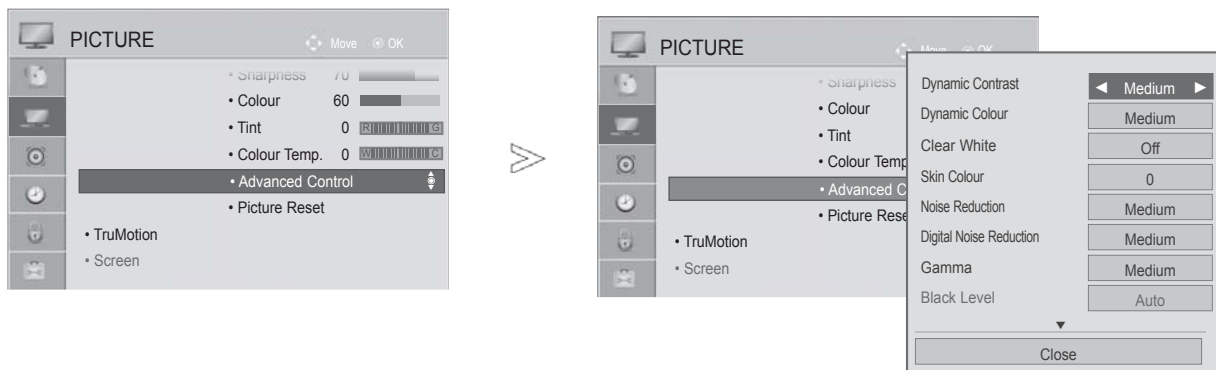 PICTURE
Move OK
• Sharpness 70
• Colour 60
• Tint 0 R G
• Colour Temp. 0 W C
• Advanced Control
• Picture Reset
• TruMotion
• Screen
PICTURE
Move OK
• Sharpness
• Colour
• Tint
• Colour Temp
• Advanced C
• Picture Rese
• TruMotion
• Screen
Dynamic Contrast ◄ Medium ►
Dynamic Colour Medium
Clear White Off
Skin Colour 0
Noise Reduction Medium
Digital Noise Reduction Medium
Gamma Medium
Black Level Auto
▼
Close